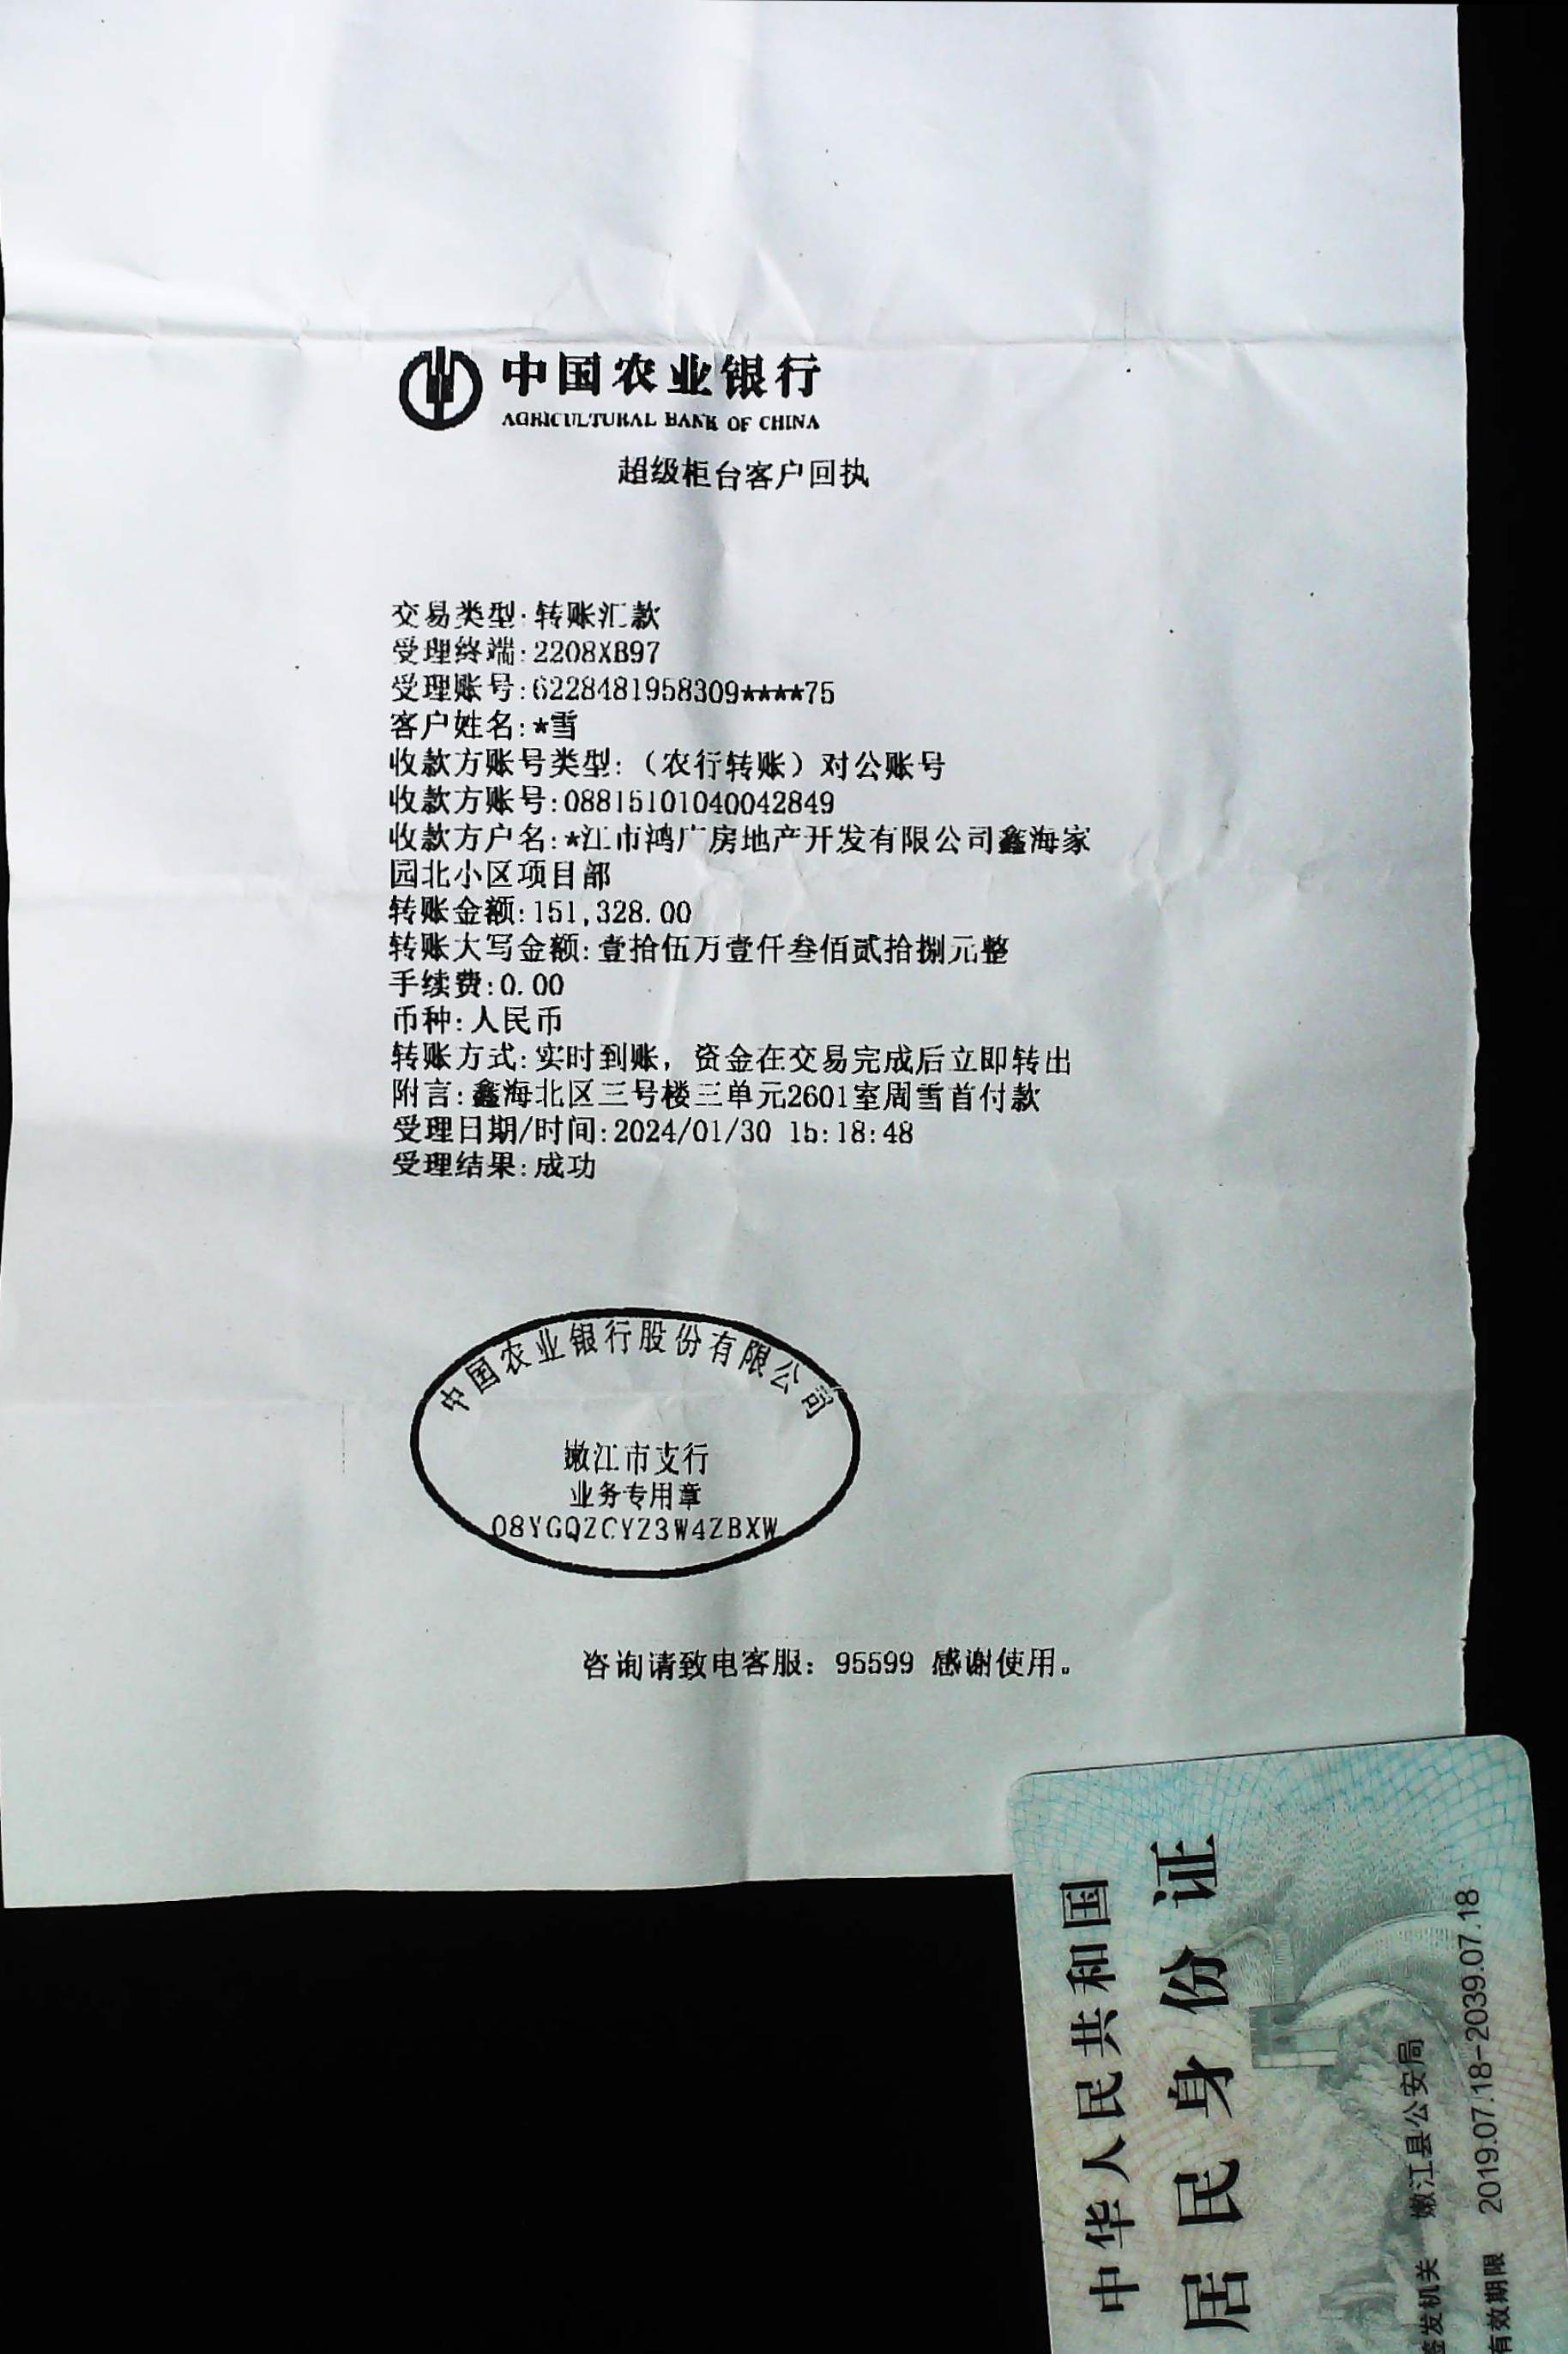 中国农业银行
AGRICULTURAL BANK OF CHINA
超级柜台客户回执
交易类型:转账汇款
受理终端:2208XB97
受理账号:6228481958309****75
客户姓名:*雪
收款方账号类型:（农行转账）对公账号
收款方账号:08815101040042849
收款方户名:*江市鸿广房地产开发有限公司鑫海家
园北小区项目部
转账金额:151,328.00
转账大写金额:壹拾伍万壹仟叁佰贰拾捌元整
手续费:0.00
币种:人民币
转账方式:实时到账，资金在交易完成后立即转出
附言:鑫海北区三号楼三单元2601室周雪首付款
受理日期/时间:2024/01/30 15:18:48
受理结果:成功
中国农业银行股份有限公司
嫩江市支行
业务专用章
08YGQZCYZ3W4ZBXW
咨询请致电客服：95599 感谢使用。
中华人民共和国
居民身份证
签发机关 嫩江县公安局
有效期限 2019.07.18-2039.07.18